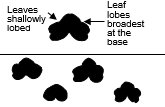 Leaves
shallowly
lobed
Leaf
lobes
broadest
at the
base